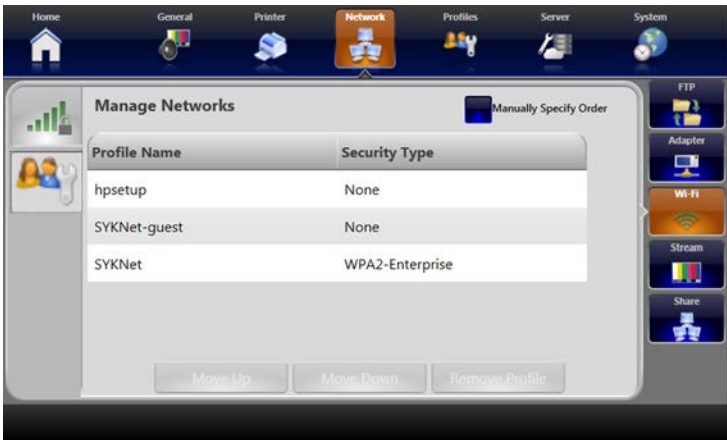 Home General Printer Network Profiles Server System
Manage Networks
Manually Specify Order
Profile Name Security Type
hpsetup None
SYKNet-guest None
SYKNet WPA2-Enterprise
Move Up Move Down Remove Profile
FTP
Adapter
Wi-Fi
Stream
Share